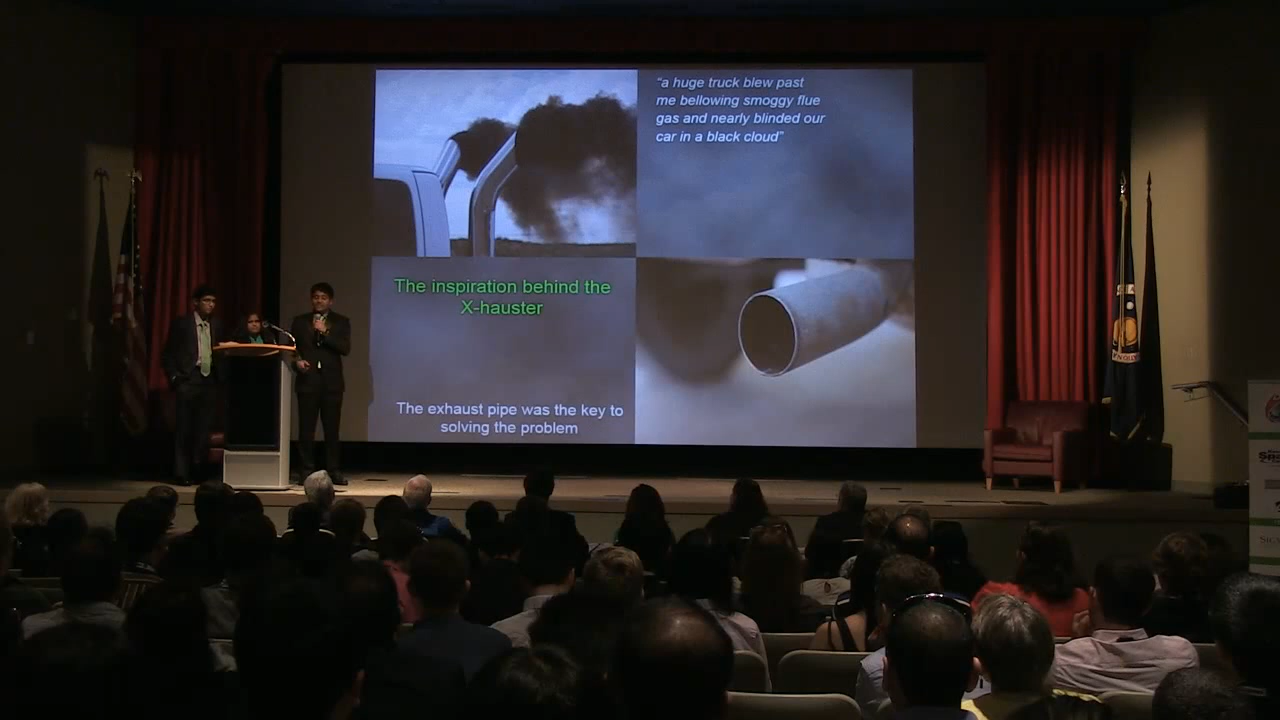 "a huge truck blew past
me bellowing smoggy flue
gas and nearly blinded our
car in a black cloud"
The inspiration behind the
X-hauster
The exhaust pipe was the key to
solving the problem